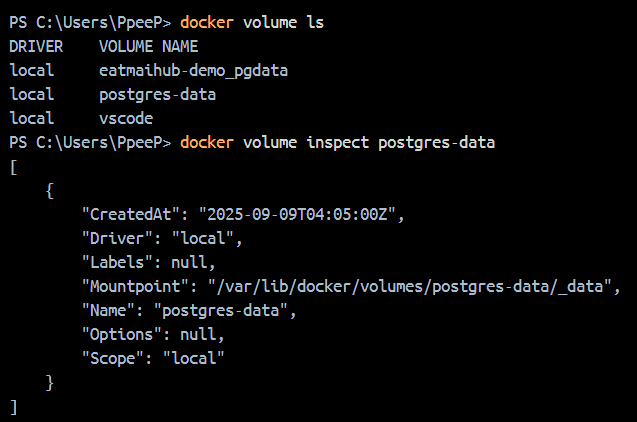 PS C:\Users\PpeeP> docker volume ls
DRIVER    VOLUME NAME
local     eatmaihub-demo_pgdata
local     postgres-data
local     vscode
PS C:\Users\PpeeP> docker volume inspect postgres-data
[
    {
        "CreatedAt": "2025-09-09T04:05:00Z",
        "Driver": "local",
        "Labels": null,
        "Mountpoint": "/var/lib/docker/volumes/postgres-data/_data",
        "Name": "postgres-data",
        "Options": null,
        "Scope": "local"
    }
]